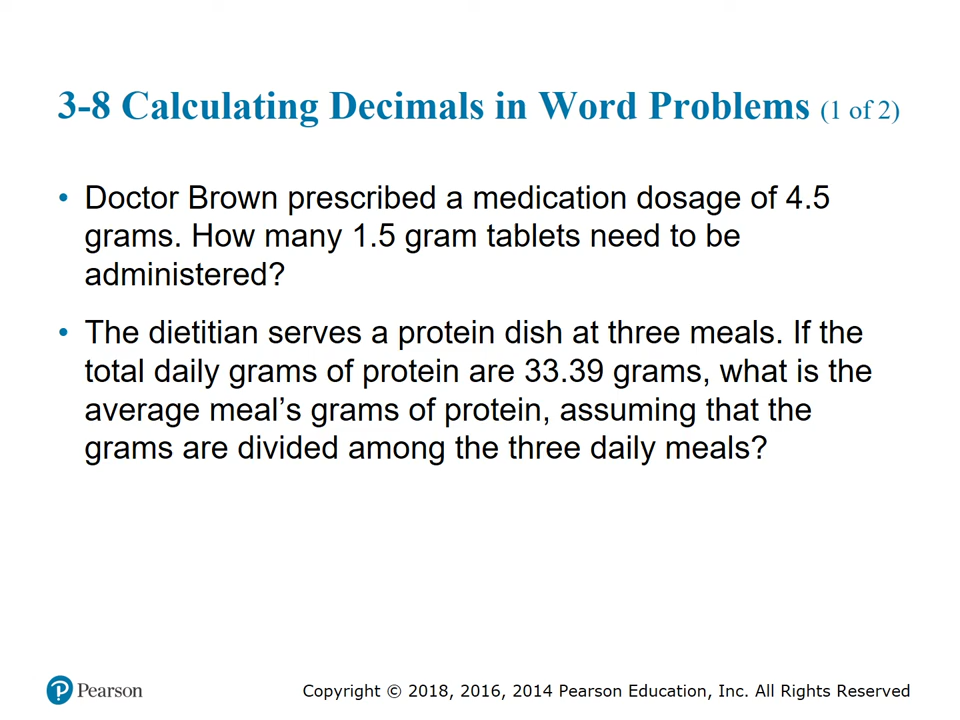 3-8 Calculating Decimals in Word Problems (1 of 2)
• Doctor Brown prescribed a medication dosage of 4.5
grams. How many 1.5 gram tablets need to be
administered?
• The dietitian serves a protein dish at three meals. If the
total daily grams of protein are 33.39 grams, what is the
average meal’s grams of protein, assuming that the
grams are divided among the three daily meals?
Pearson
Copyright © 2018, 2016, 2014 Pearson Education, Inc. All Rights Reserved